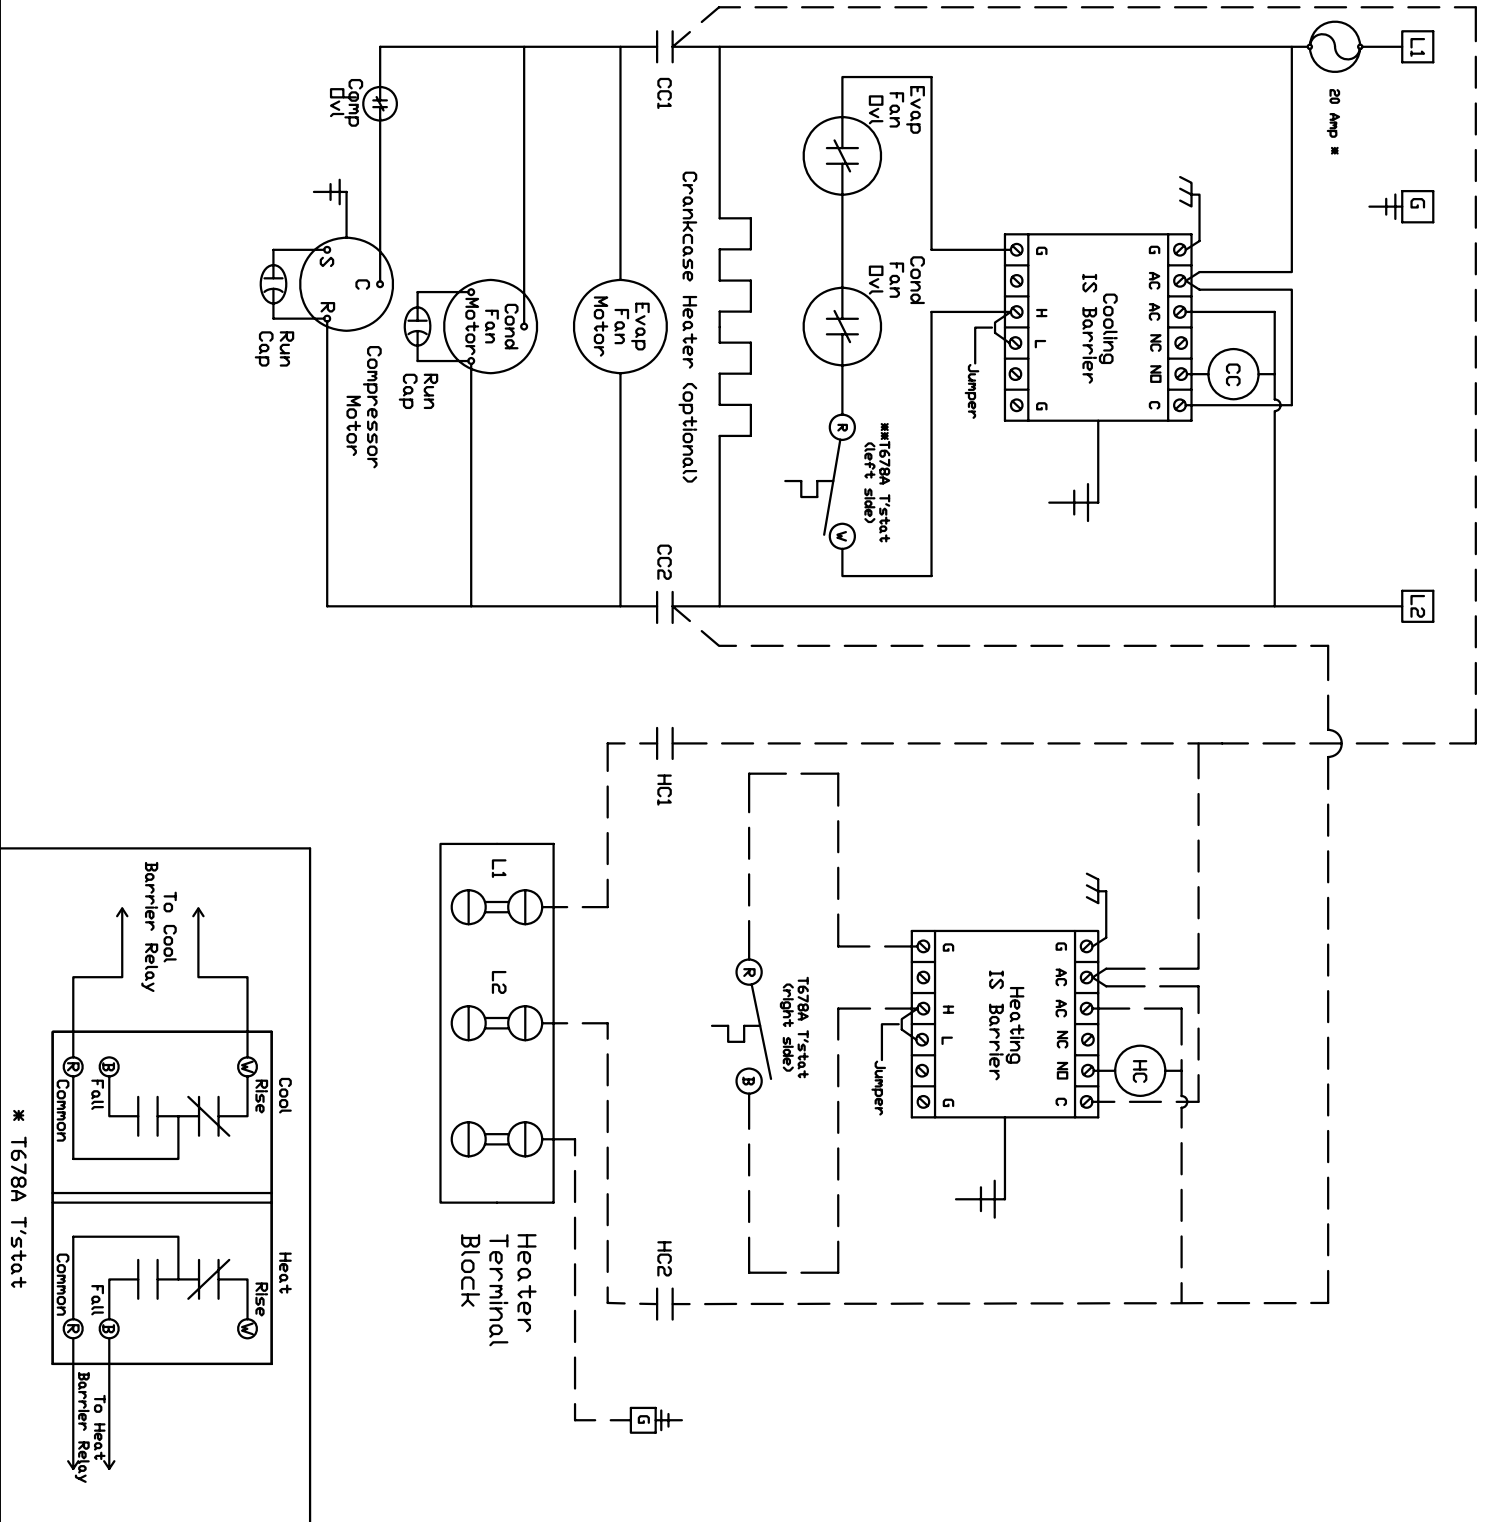 L1
20 Amp *
G
L2
Evap
Fan
Ovl
Cond
Fan
Ovl
Cooling
IS Barrier
G
AC
AC
NC
NO
C
G
H
L
G
Jumper
CC
**T678A T'stat
(left side)
R
W
CC1
CC2
Crankcase Heater (optional)
Evap
Fan
Motor
Cond
Fan
Motor
Run
Cap
Comp
Ovl
S
C
R
Compressor
Motor
Run
Cap
HC1
HC2
Heating
IS Barrier
G
AC
AC
NC
NO
C
G
H
L
G
Jumper
HC
T678A T'stat
(right side)
R
B
L1
L2
Heater
Terminal
Block
G
To Cool
Barrier Relay
Cool
W
Rise
B
Fall
R
Common
Heat
Rise
W
Fall
B
Common
R
To Heat
Barrier Relay
* T678A T'stat